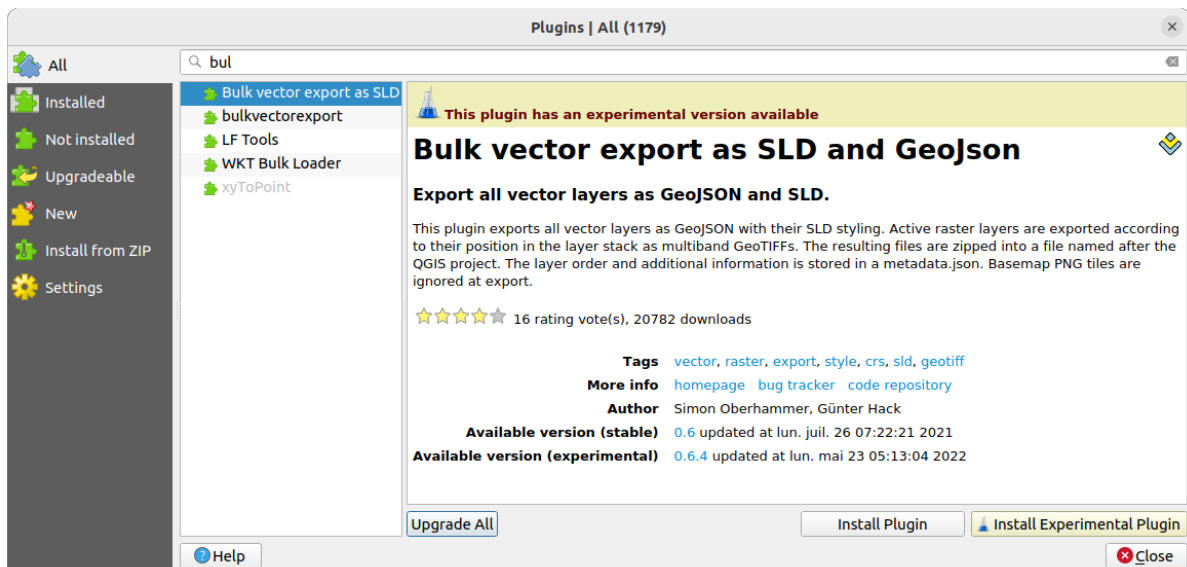 Plugins | All (1179)
All
Installed
Not installed
Upgradeable
New
Install from ZIP
Settings
bul
Bulk vector export as SLD
bulkvectorexport
LF Tools
WKT Bulk Loader
xyToPoint
This plugin has an experimental version available
Bulk vector export as SLD and GeoJson
Export all vector layers as GeoJSON and SLD.
This plugin exports all vector layers as GeoJSON with their SLD styling. Active raster layers are exported according
to their position in the layer stack as multiband GeoTIFFs. The resulting files are zipped into a file named after the
QGIS project. The layer order and additional information is stored in a metadata.json. Basemap PNG tiles are
ignored at export.
16 rating vote(s), 20782 downloads
Tags vector, raster, export, style, crs, sld, geotiff
More info homepage bug tracker code repository
Author Simon Oberhammer, Günter Hack
Available version (stable) 0.6 updated at lun. juil. 26 07:22:21 2021
Available version (experimental) 0.6.4 updated at lun. mai 23 05:13:04 2022
Upgrade All
Install Plugin
Install Experimental Plugin
Help
Close